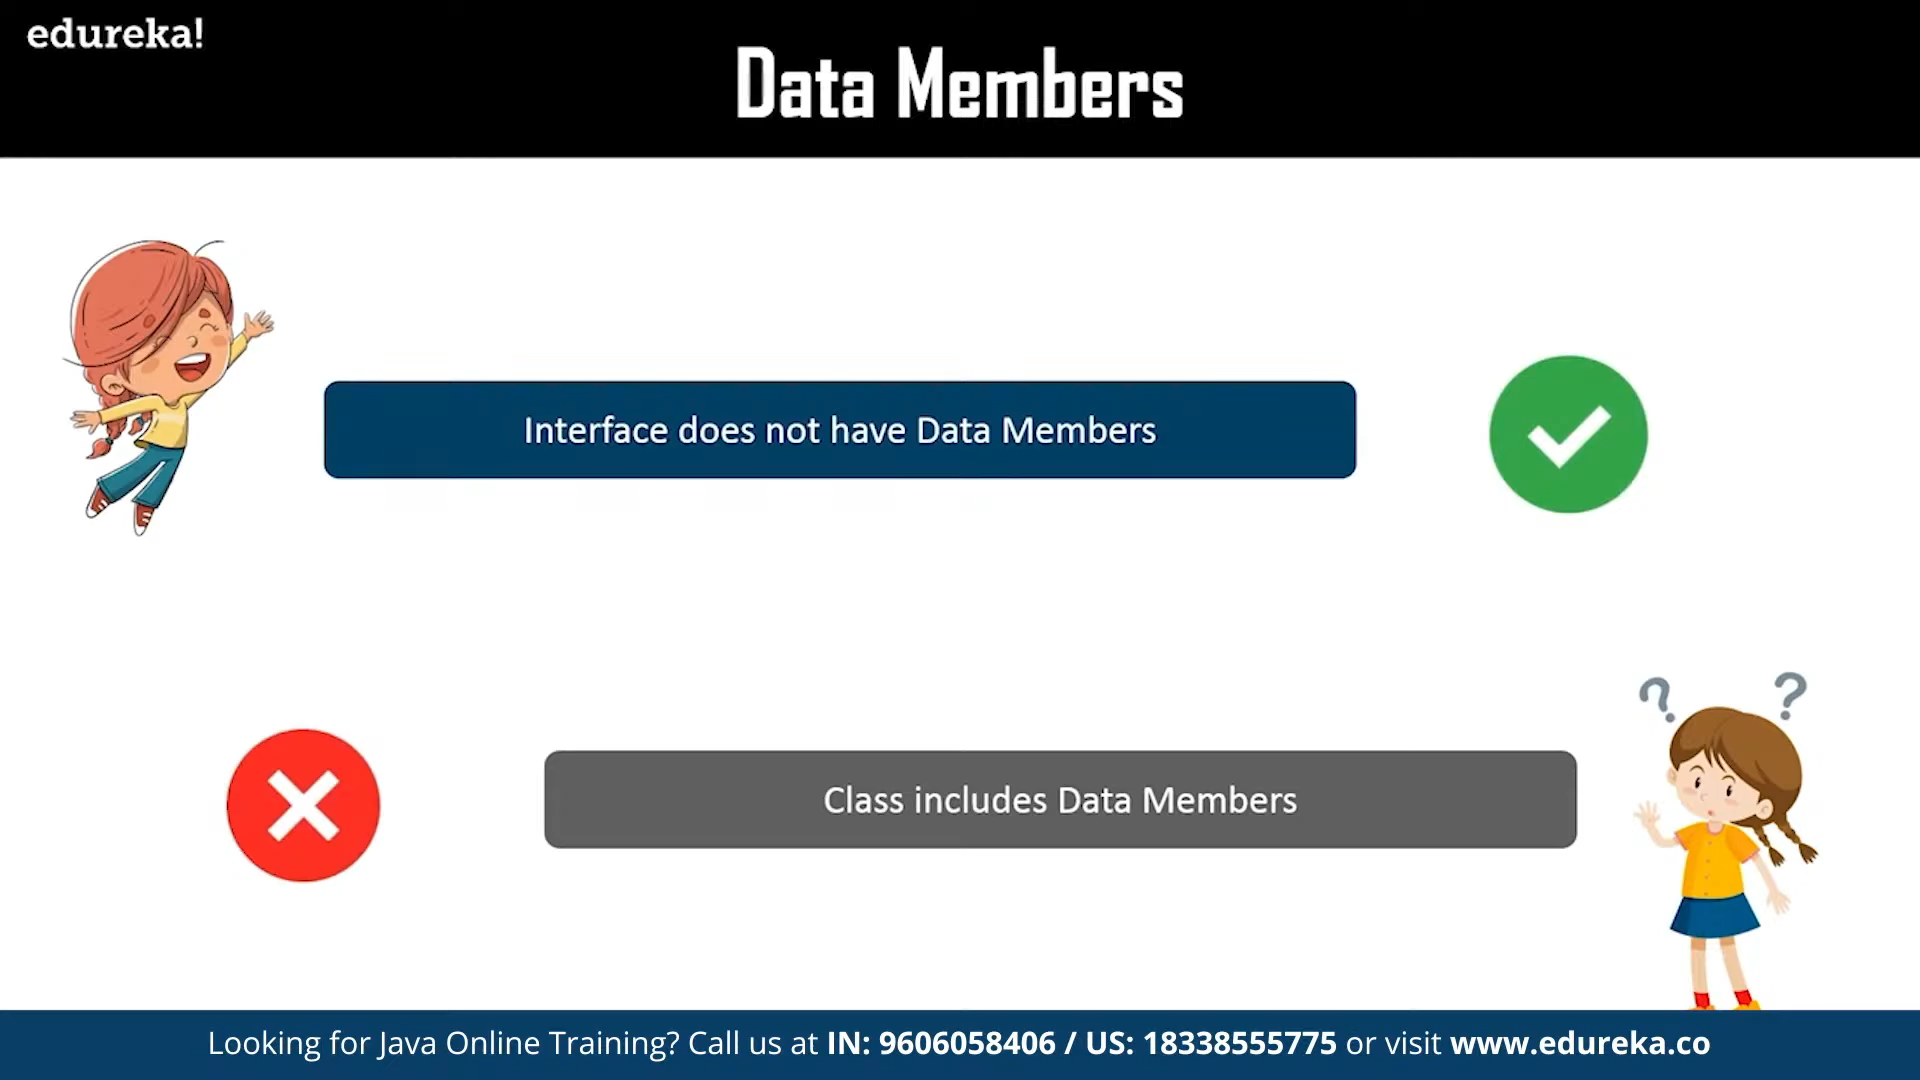 edureka!
Data Members
Interface does not have Data Members
? ?
Class includes Data Members
Looking for Java Online Training? Call us at IN: 9606058406 / US: 18338555775 or visit www.edureka.co